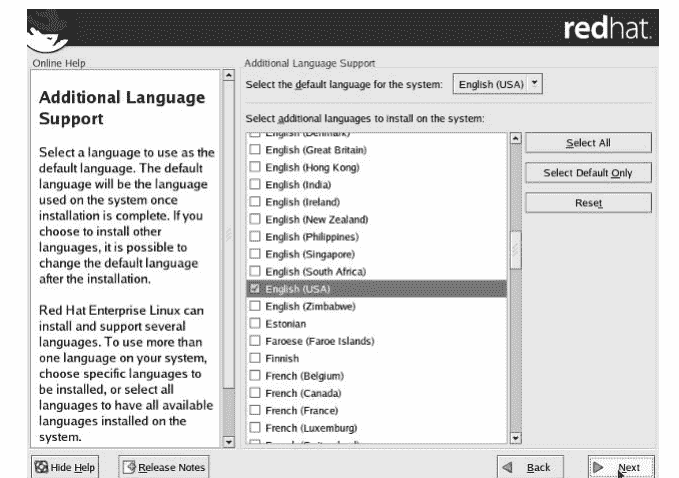 redhat.
Online Help
Additional Language Support
Additional Language
Support
Select a language to use as the
default language. The default
language will be the language
used on the system once
installation is complete. If you
choose to install other
languages, it is possible to
change the default language
after the installation.
Red Hat Enterprise Linux can
install and support several
languages. To use more than
one language on your system,
choose specific languages to
be installed, or select all
languages to have all available
languages installed on the
system.
Select the default language for the system:
English (USA)
Select additional languages to install on the system:
English (Denmark)
English (Great Britain)
English (Hong Kong)
English (India)
English (Ireland)
English (New Zealand)
English (Philippines)
English (Singapore)
English (South Africa)
English (USA)
English (Zimbabwe)
Estonian
Faroese (Faroe Islands)
Finnish
French (Belgium)
French (Canada)
French (France)
French (Luxemburg)
Select All
Select Default Only
Reset
Hide Help
Release Notes
Back
Next